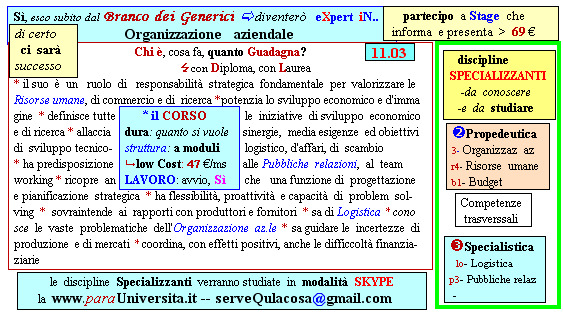 Sì, esco subito dal Branco dei Generici ➪diventerò eXpert iN..
Organizzazione aziendale
partecipo a Stage che
informa e presenta > 69 €
di certo
ci sarà
successo
Chi è, cosa fa, quanto Guadagna?
con Diploma, con Laurea
11.03
* il suo è un ruolo di responsabilità strategia fondamentale per valorizzare le
Risorse umane, di commercio e di ricerca *potenzia lo sviluppo economico e d'imma
gine * definisce tutte le iniziative di sviluppo economico
e di ricerca * allaccia sinergie, media esigenze ed obiettivi
di sviluppo tecnico- logistico, d'affari, di scambio
* ha predisposizione alle Pubbliche relazioni, al team
working * ricopre an che una funzione di progettazione
e pianificazione strategica * ha flessibilità, proattività e capacità di problem sol-
ving * sovraintende ai rapporti con produttori e fornitori * sa di Logistica * cono
sce le vaste problematiche dell'Organizzazione az.le * sa guidare le incertezze di
produzione e di mercati * coordina, con effetti positivi, anche le difficcoltà finanzia-
ziarie
* il CORSO
dura: quanto si vuole
struttura: a moduli
↪low Cost: 47 €/ms
LAVORO: avvio, Sì
discipline
SPECIALIZZANTI
-da conoscere
-e da studiare
❷Propedeutica
3- Organizzaz az
r4- Risorse umane
b1- Budget
Competenze
trasverssali
❸Specialistica
lo- Logistica
p3- Pubbliche relaz
-
le discipline Specializzanti verranno studiate in modalità SKYPE
la www.paraUniversita.it -- serveQulacosa@gmail.com